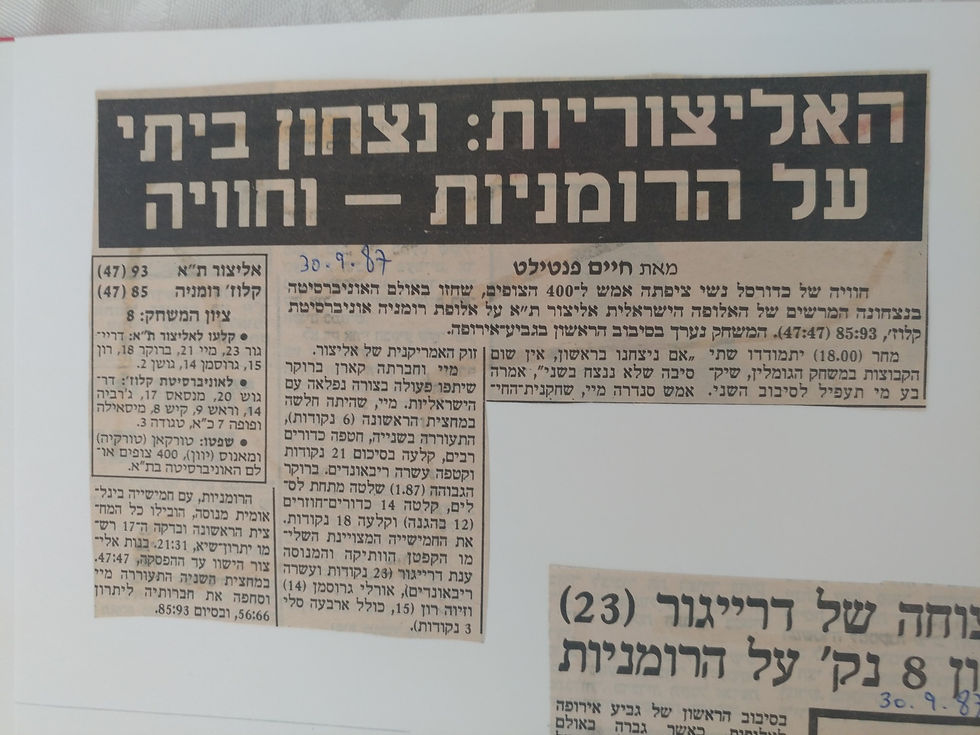 האליצוריות: נצחון ביתי
על הרומניות – וחוויה
30.9.87
מאת חיים פנטילט
חוויה של כדורסל נשי ציפתה אמש ל־400 הצופים, שחזו באולם האוניברסיטה
בנצחונה המרשים של האלופה הישראלית אליצור ת״א על אלופת רומניה אוניברסיטת
קלוז׳, 85:93 (47:47). המשחק נערך בסיבוב הראשון בגביע־אירופה.
מחר (18.00) יתמודדו שתי
הקבוצות במשחק הגומלין, שיק־
בע מי תעפיל לסיבוב השני.
„אם ניצחנו בראשון, אין שום
סיבה שלא ננצח בשני״, אמרה
אמש סנדרה מיי, שחקנית־החי־
זוק האמריקנית של אליצור.
מיי וחברתה קארן ברוקר
שיתפו פעולה בצורה נפלאה עם
הישראליות. מיי, שהיתה חלשה
במחצית הראשונה (6 נקודות),
התעוררה בשנייה, חטפה כדורים
רבים, קלעה בסיכום 21 נקודות
וקטפה עשרה ריבאונדים. ברוקר
הגבוהה (1.87) שלטה מתחת לס־
לים, קלטה 14 כדורים־חוזרים
(12 בהגנה) וקלעה 18 נקודות.
את החמישייה המצויינת השלי־
מו הקפטן הוותיקה והמנוסה
ענת דרייגור (23 נקודות ועשרה
ריבאונדים), אורלי גרוסמן (14)
וזיוה רון (15, כולל ארבעה סלי
3 נקודות).
אליצור ת״א 93 (47)
קלוז׳ רומניה 85 (47)
ציון המשחק: 8
● קלעו לאליצור ת״א: דריי־
גור 23, מיי 21, ברוקר 18, רון
15, גרוסמן 14, גושן 2.
● לאוניברסיטת קלוז׳: דר־
גוש 20, מנסאס 17, ג׳רביה
14, וראש 9, קיש 8, מיסאילה
ופופה 7 כ״א, טגודה 3.
● שפטו: טורקאן (טורקיה)
ומאנוס (יוון), 400 צופים או־
לם האוניברסיטה בת״א.
הרומניות, עם חמישייה בינל־
אומית מנוסה, הובילו כל המח־
צית הראשונה ובדקה ה־17 רש־
מו יתרון־שיא, 21:31. בנות אלי־
צור הישוו עד ההפסקה, 47:47.
במחצית השניה התעוררה מיי
וסחפה את חברותיה ליתרון
56:66, ובסיום 85:93.
של דרייגור (23)
8 נק׳ על הרומניות
30.9.87
בסיבוב הראשון של גביע אירופה
כאשר גברה באולם